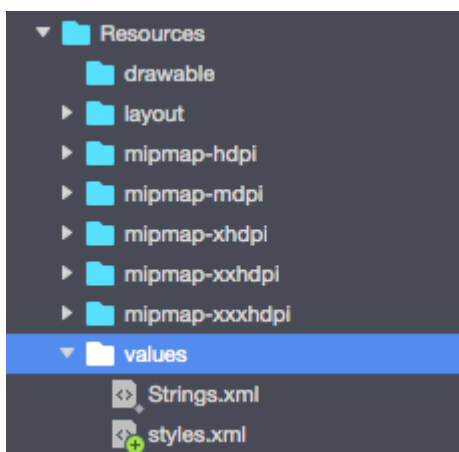 Resources
drawable
layout
mipmap-hdpi
mipmap-mdpi
mipmap-xhdpi
mipmap-xxhdpi
mipmap-xxxhdpi
values
Strings.xml
styles.xml